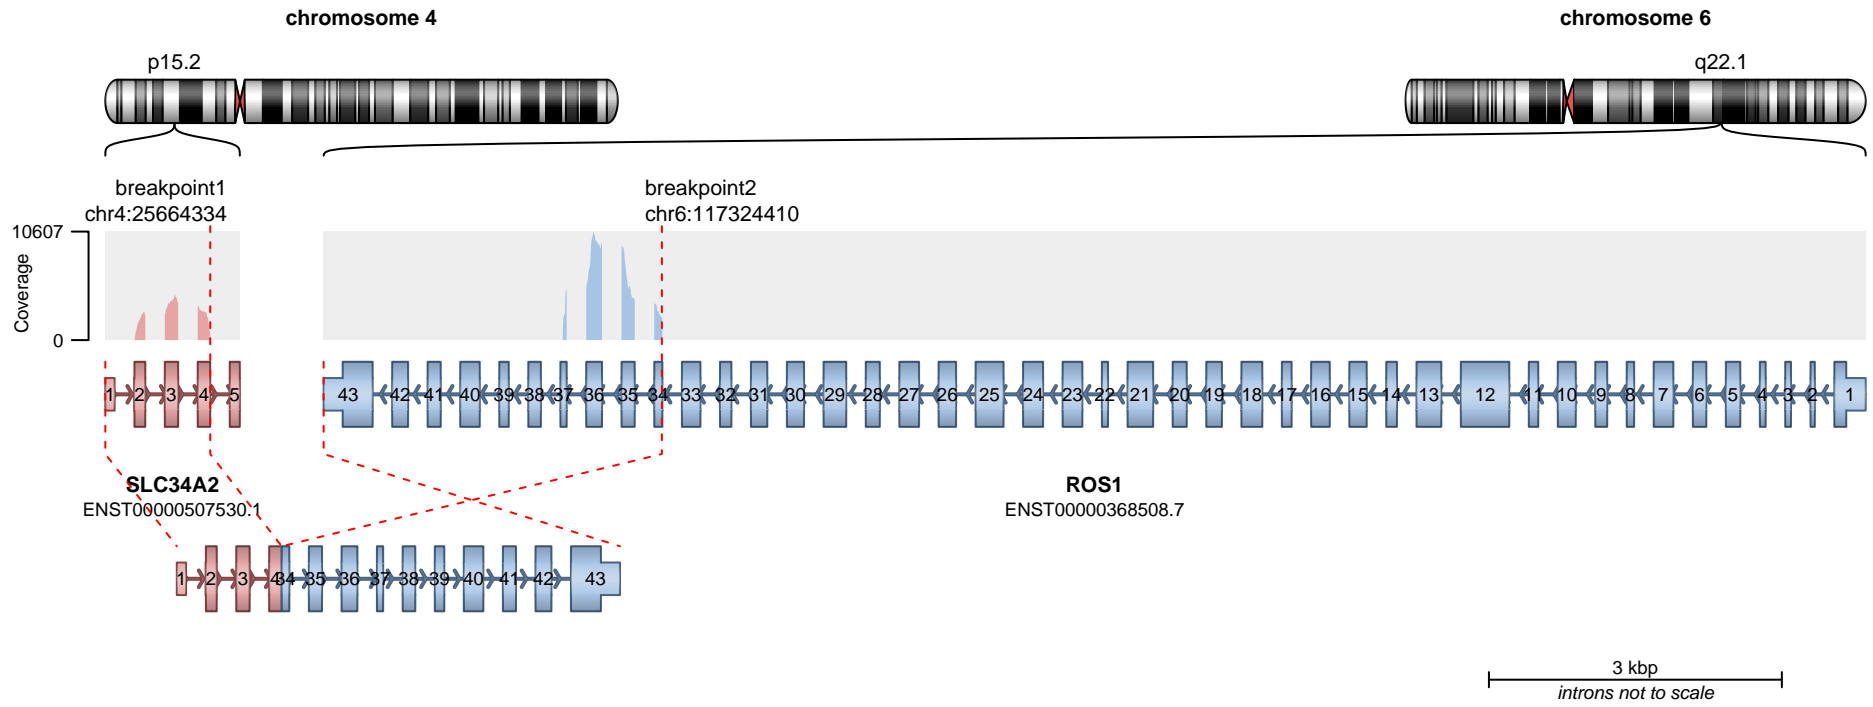 chromosome 4
chromosome 6
p15.2
q22.1
breakpoint1
chr4:25664334
breakpoint2
chr6:117324410
10607
Coverage
0
1 2 3 4 5
43 42 41 40 39 38 37 36 35 34 33 32 31 30 29 28 27 26 25 24 23 22 21 20 19 18 17 16 15 14 13 12 11 10 9 8 7 6 5 4 3 2 1
SLC34A2
ENST00000507530.1
ROS1
ENST00000368508.7
1 2 3 4 34 35 36 37 38 39 40 41 42 43
3 kbp
introns not to scale